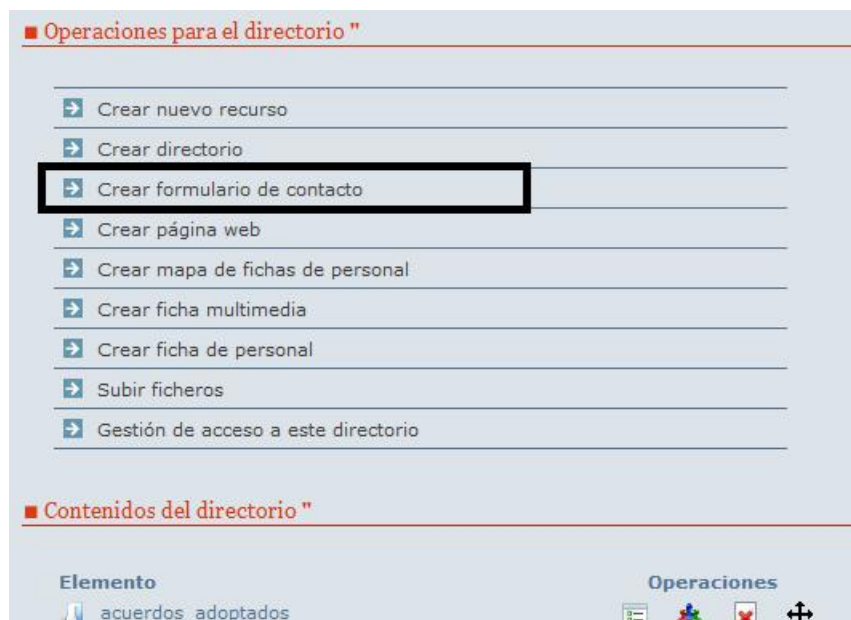 Operaciones para el directorio "
Crear nuevo recurso
Crear directorio
Crear formulario de contacto
Crear página web
Crear mapa de fichas de personal
Crear ficha multimedia
Crear ficha de personal
Subir ficheros
Gestión de acceso a este directorio
Contenidos del directorio "
Elemento Operaciones
acuerdos adoptados